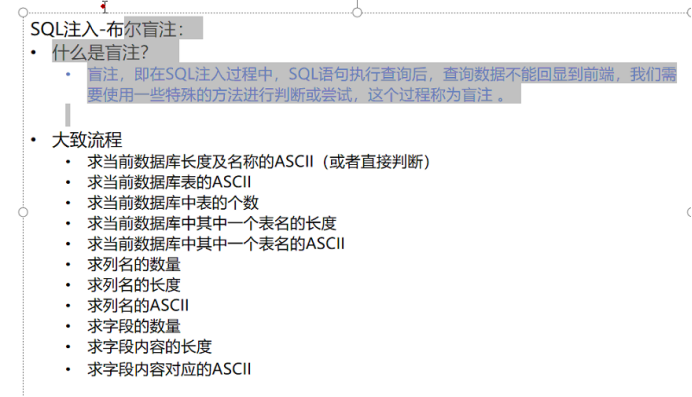 SQL注入-布尔盲注：
• 什么是盲注？
• 盲注，即在SQL注入过程中，SQL语句执行查询后，查询数据不能回显到前端，我们需
要使用一些特殊的方法进行判断或尝试，这个过程称为盲注 。
• 大致流程
• 求当前数据库长度及名称的ASCII（或者直接判断）
• 求当前数据库表的ASCII
• 求当前数据库中表的个数
• 求当前数据库中其中一个表名的长度
• 求当前数据库中其中一个表名的ASCII
• 求列名的数量
• 求列名的长度
• 求列名的ASCII
• 求字段的数量
• 求字段内容的长度
• 求字段内容对应的ASCII